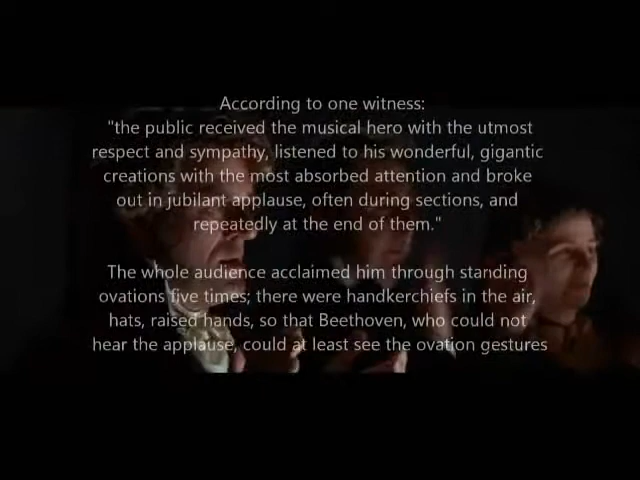 According to one witness:
"the public received the musical hero with the utmost
respect and sympathy, listened to his wonderful, gigantic
creations with the most absorbed attention and broke
out in jubilant applause, often during sections, and
repeatedly at the end of them."
The whole audience acclaimed him through standing
ovations five times; there were handkerchiefs in the air,
hats, raised hands, so that Beethoven, who could not
hear the applause, could at least see the ovation gestures